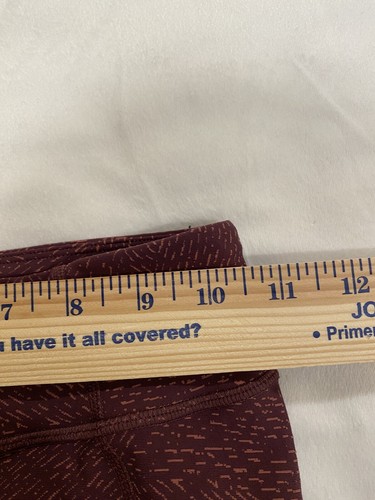 7 8 9 10 11 12
u have it all covered? JO
• Primer